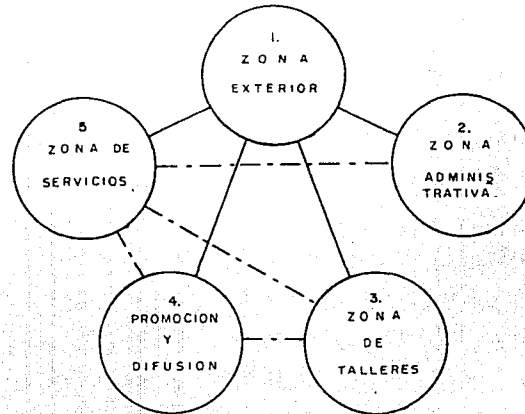 1.
ZONA
EXTERIOR
5
ZONA DE
SERVICIOS.
2.
ZONA
ADMINIS
TRATIVA.
4.
PROMOCION
Y
DIFUSION
3.
ZONA
DE
TALLERES